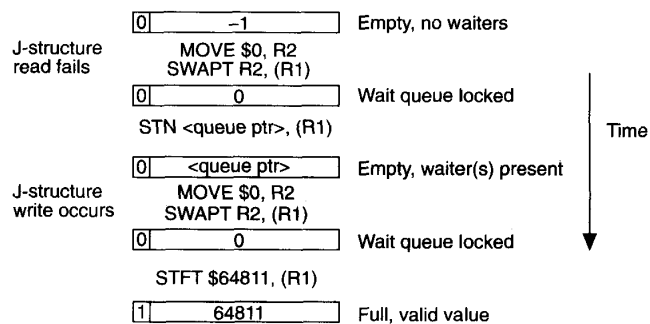 0 −1 Empty, no waiters
J-structure
read fails
MOVE $0, R2
SWAPT R2, (R1)
0 0 Wait queue locked
STN <queue ptr>, (R1)
Time
0 <queue ptr> Empty, waiter(s) present
J-structure
write occurs
MOVE $0, R2
SWAPT R2, (R1)
0 0 Wait queue locked
STFT $64811, (R1)
1 64811 Full, valid value